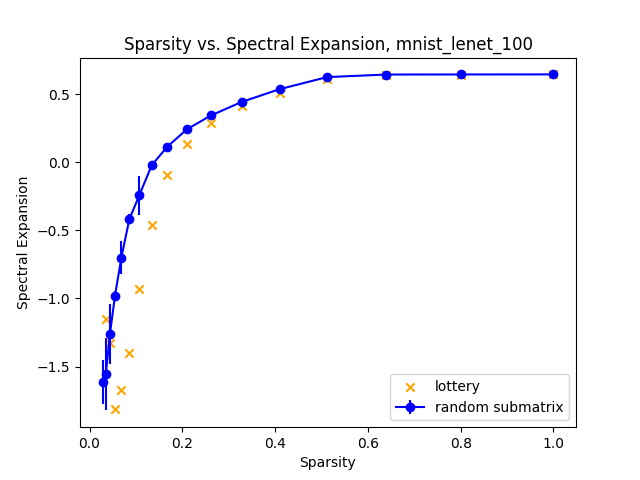 Sparsity vs. Spectral Expansion, mnist_lenet_100
Spectral Expansion
0.5
0.0
−0.5
−1.0
−1.5
0.0 0.2 0.4 0.6 0.8 1.0
Sparsity
lottery
random submatrix